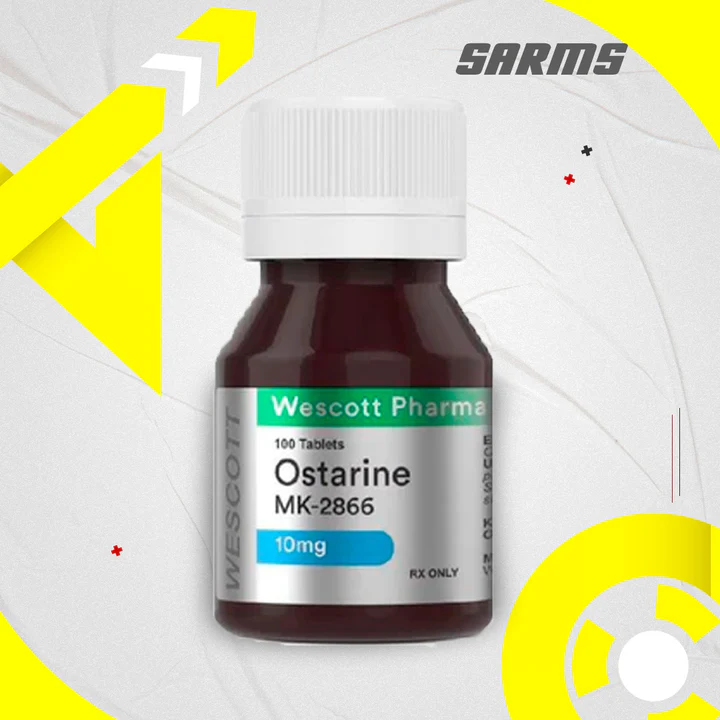 SARMS
WESCOTT
Wescott Pharma
100 Tablets
Ostarine
MK-2866
10mg
RX ONLY